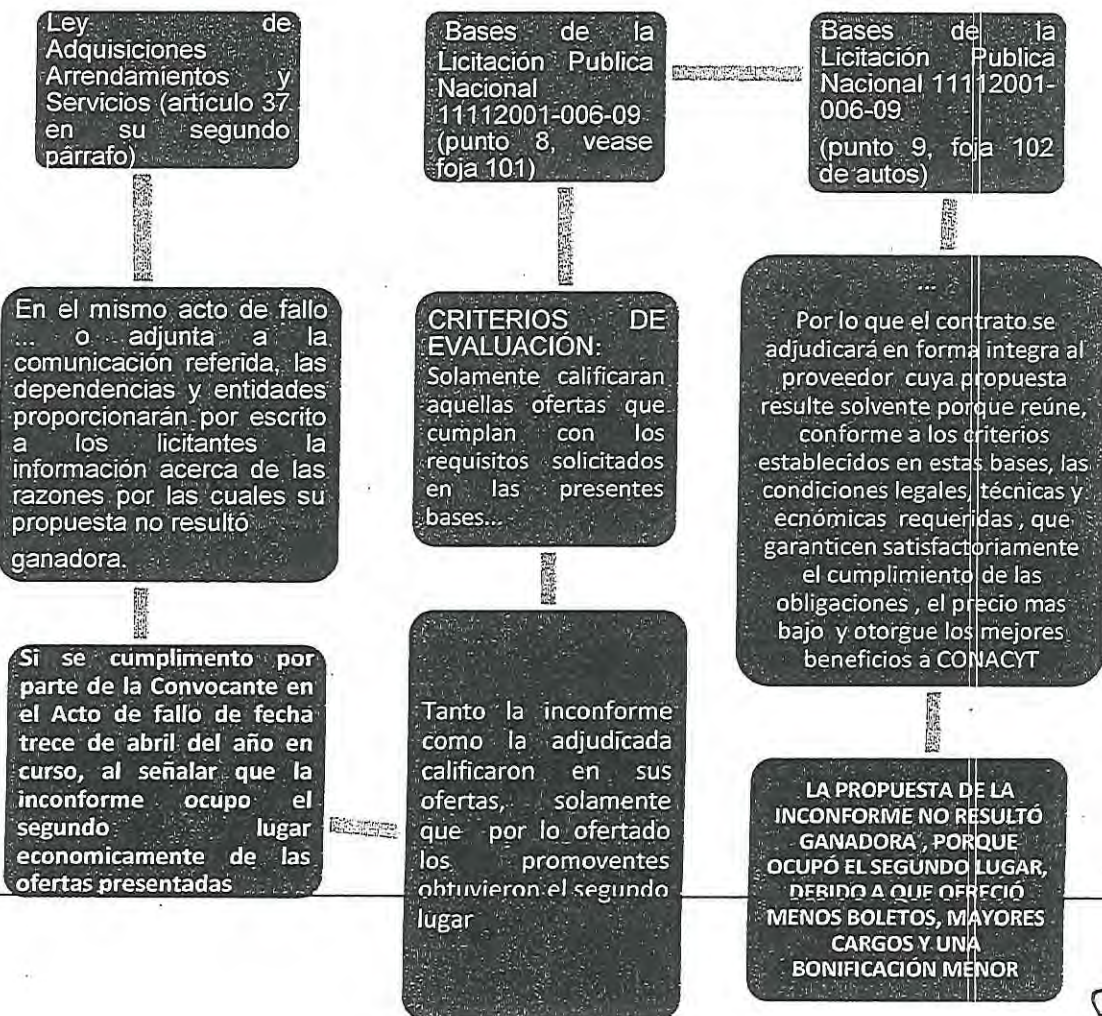 Ley de
Adquisiciones
Arrendamientos y
Servicios (artículo 37
en su segundo
párrafo)
Bases de la
Licitación Publica
Nacional
11112001-006-09
(punto 8, vease
foja 101)
Bases de la
Licitación Publica
Nacional 11112001-
006-09
(punto 9, foja 102
de autos)
En el mismo acto de fallo
... o adjunta a la
comunicación referida, las
dependencias y entidades
proporcionarán por escrito
a los licitantes la
información acerca de las
razones por las cuales su
propuesta no resultó
ganadora.
CRITERIOS DE
EVALUACIÓN:
Solamente calificaran
aquellas ofertas que
cumplan con los
requisitos solicitados
en las presentes
bases...
...
Por lo que el contrato se
adjudicará en forma integra al
proveedor cuya propuesta
resulte solvente porque reúne,
conforme a los criterios
establecidos en estas bases, las
condiciones legales, técnicas y
ecnómicas requeridas , que
garanticen satisfactoriamente
el cumplimiento de las
obligaciones , el precio mas
bajo y otorgue los mejores
beneficios a CONACYT
Si se cumplimento por
parte de la Convocante en
el Acto de fallo de fecha
trece de abril del año en
curso, al señalar que la
inconforme ocupo el
segundo lugar
economicamente de las
ofertas presentadas
Tanto la inconforme
como la adjudicada
calificaron en sus
ofertas, solamente
que por lo ofertado
los promoventes
obtuvieron el segundo
lugar
LA PROPUESTA DE LA
INCONFORME NO RESULTÓ
GANADORA , PORQUE
OCUPÓ EL SEGUNDO LUGAR,
DEBIDO A QUE OFRECIÓ
MENOS BOLETOS, MAYORES
CARGOS Y UNA
BONIFICACIÓN MENOR